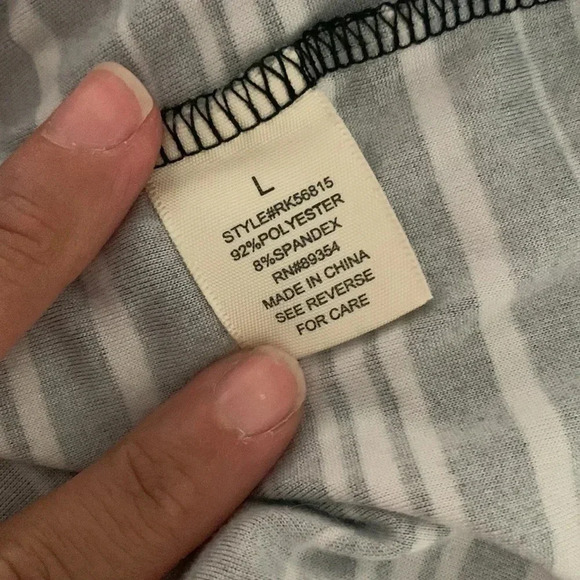 L
STYLE#RK56815
92%POLYESTER
8%SPANDEX
RN#89354
MADE IN CHINA
SEE REVERSE
FOR CARE